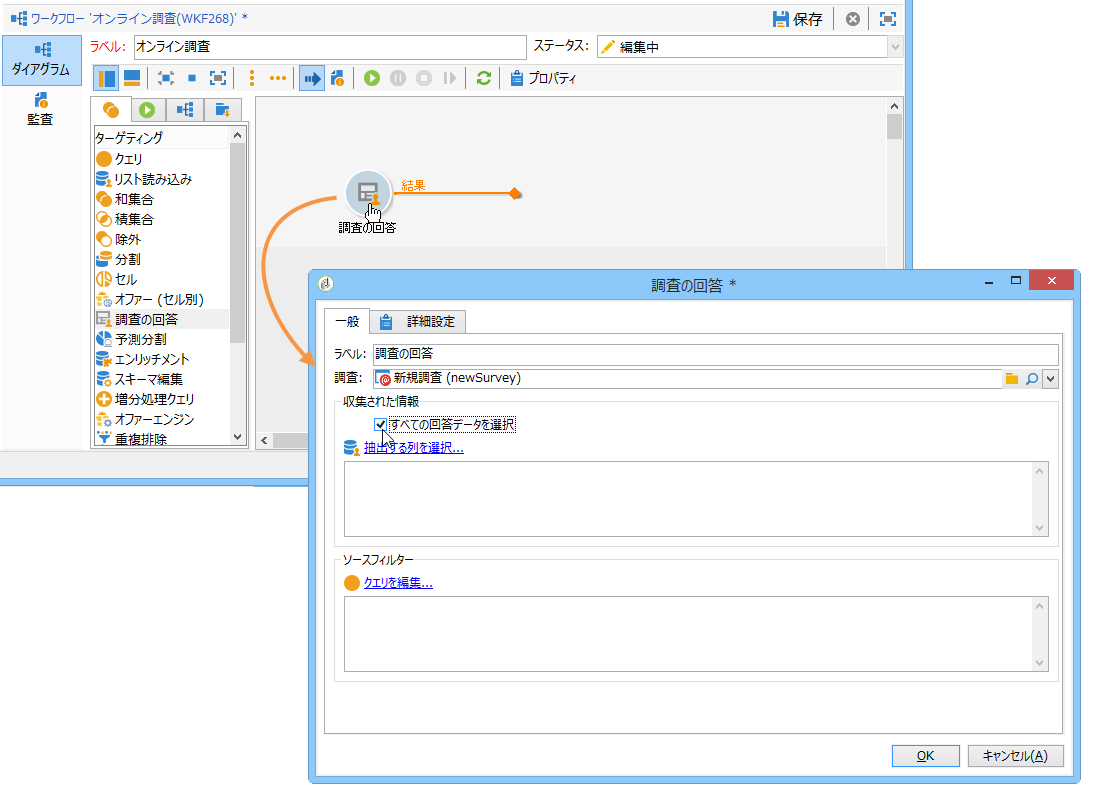 ワークフロー 'オンライン調査(WKF268)' *
保存
ダイアグラム
監査
ラベル:
オンライン調査
ステータス:
編集中
プロパティ
ターゲティング
クエリ
リスト読み込み
和集合
積集合
除外
分割
セル
オファー (セル別)
調査の回答
予測分割
エンリッチメント
スキーマ編集
増分処理クエリ
オファーエンジン
重複排除
結果
調査の回答
調査の回答 *
一般
詳細設定
ラベル:
調査の回答
調査:
新規調査 (newSurvey)
収集された情報
すべての回答データを選択
抽出する列を選択...
ソースフィルター
クエリを編集...
OK
キャンセル(A)